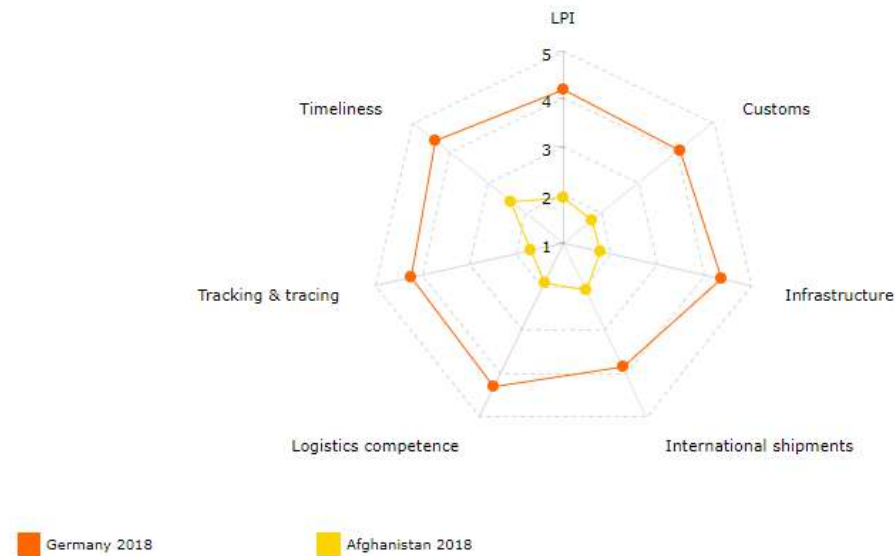 LPI
5
Timeliness
4
Customs
3
2
1
Tracking & tracing
Infrastructure
Logistics competence
International shipments
Germany 2018
Afghanistan 2018